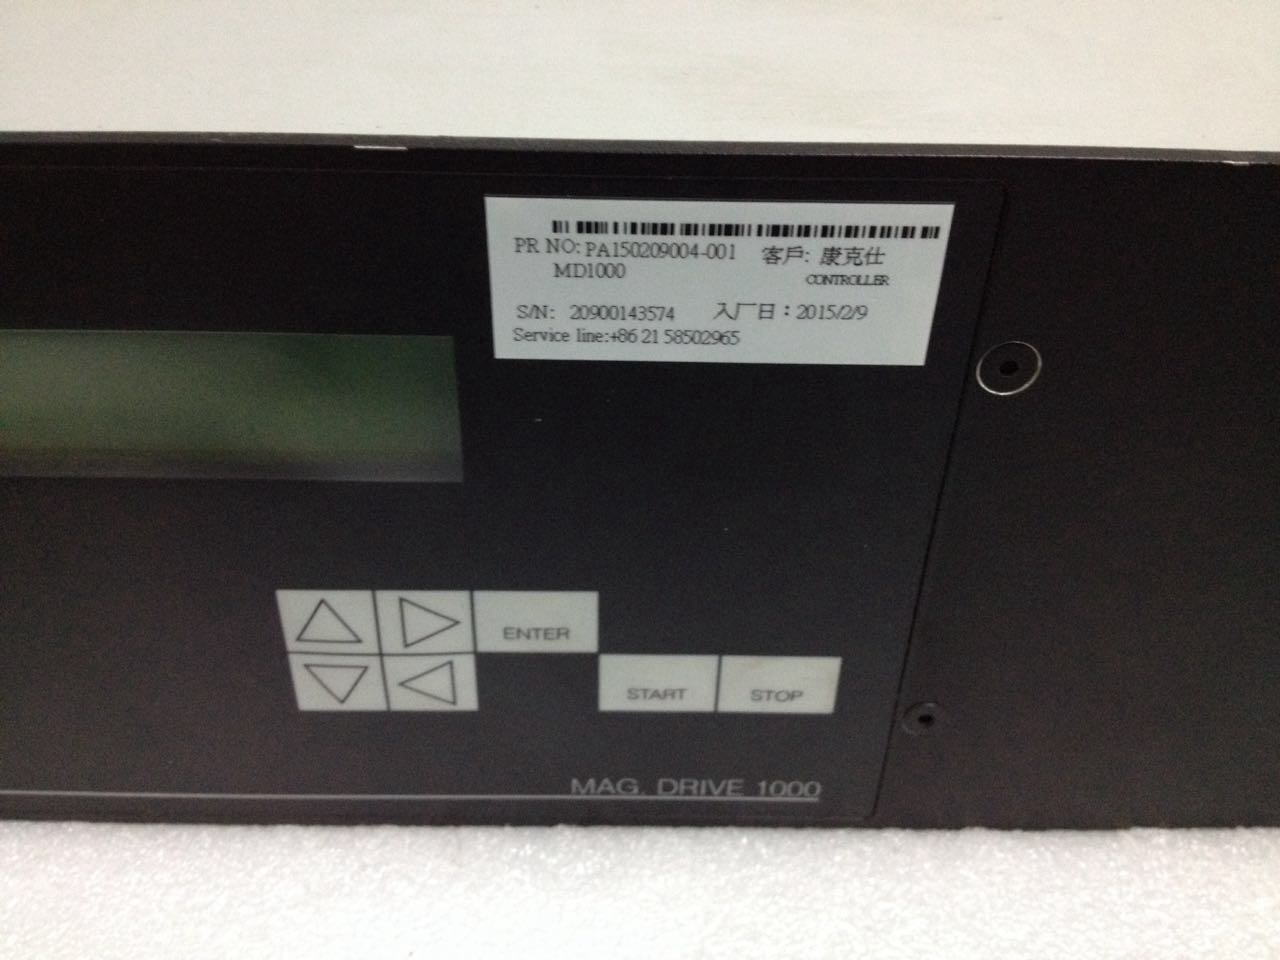 PR NO: PA150209004-001 客戶: 康克仕
MD1000 CONTROLLER
S/N: 20900143574 入厂日：2015/2/9
Service line:+86 21 58502965
ENTER
START STOP
MAG. DRIVE 1000